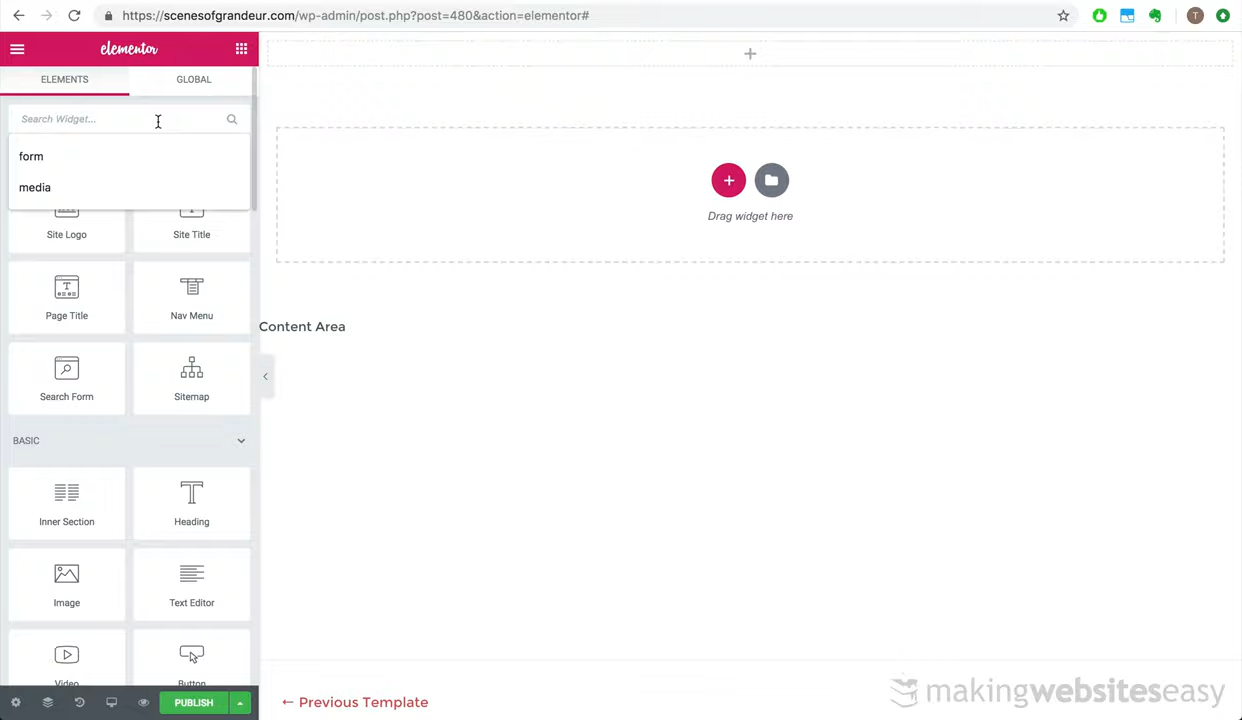 https://scenesofgrandeur.com/wp-admin/post.php?post=480&action=elementor#
T
elementor
ELEMENTS
GLOBAL
Search Widget...
form
media
Site Logo
Site Title
Page Title
Nav Menu
Search Form
Sitemap
BASIC
Inner Section
Heading
Image
Text Editor
Video
Button
PUBLISH
Drag widget here
Content Area
← Previous Template
makingwebsiteseasy